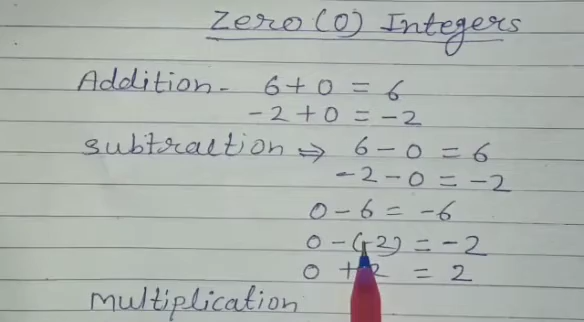 Zero (0) Integers
Addition - 6 + 0 = 6
-2 + 0 = -2
Subtraction ⇒ 6 - 0 = 6
-2 - 0 = -2
0 - 6 = -6
0 - (-2) = -2
0 + 2 = 2
Multiplication